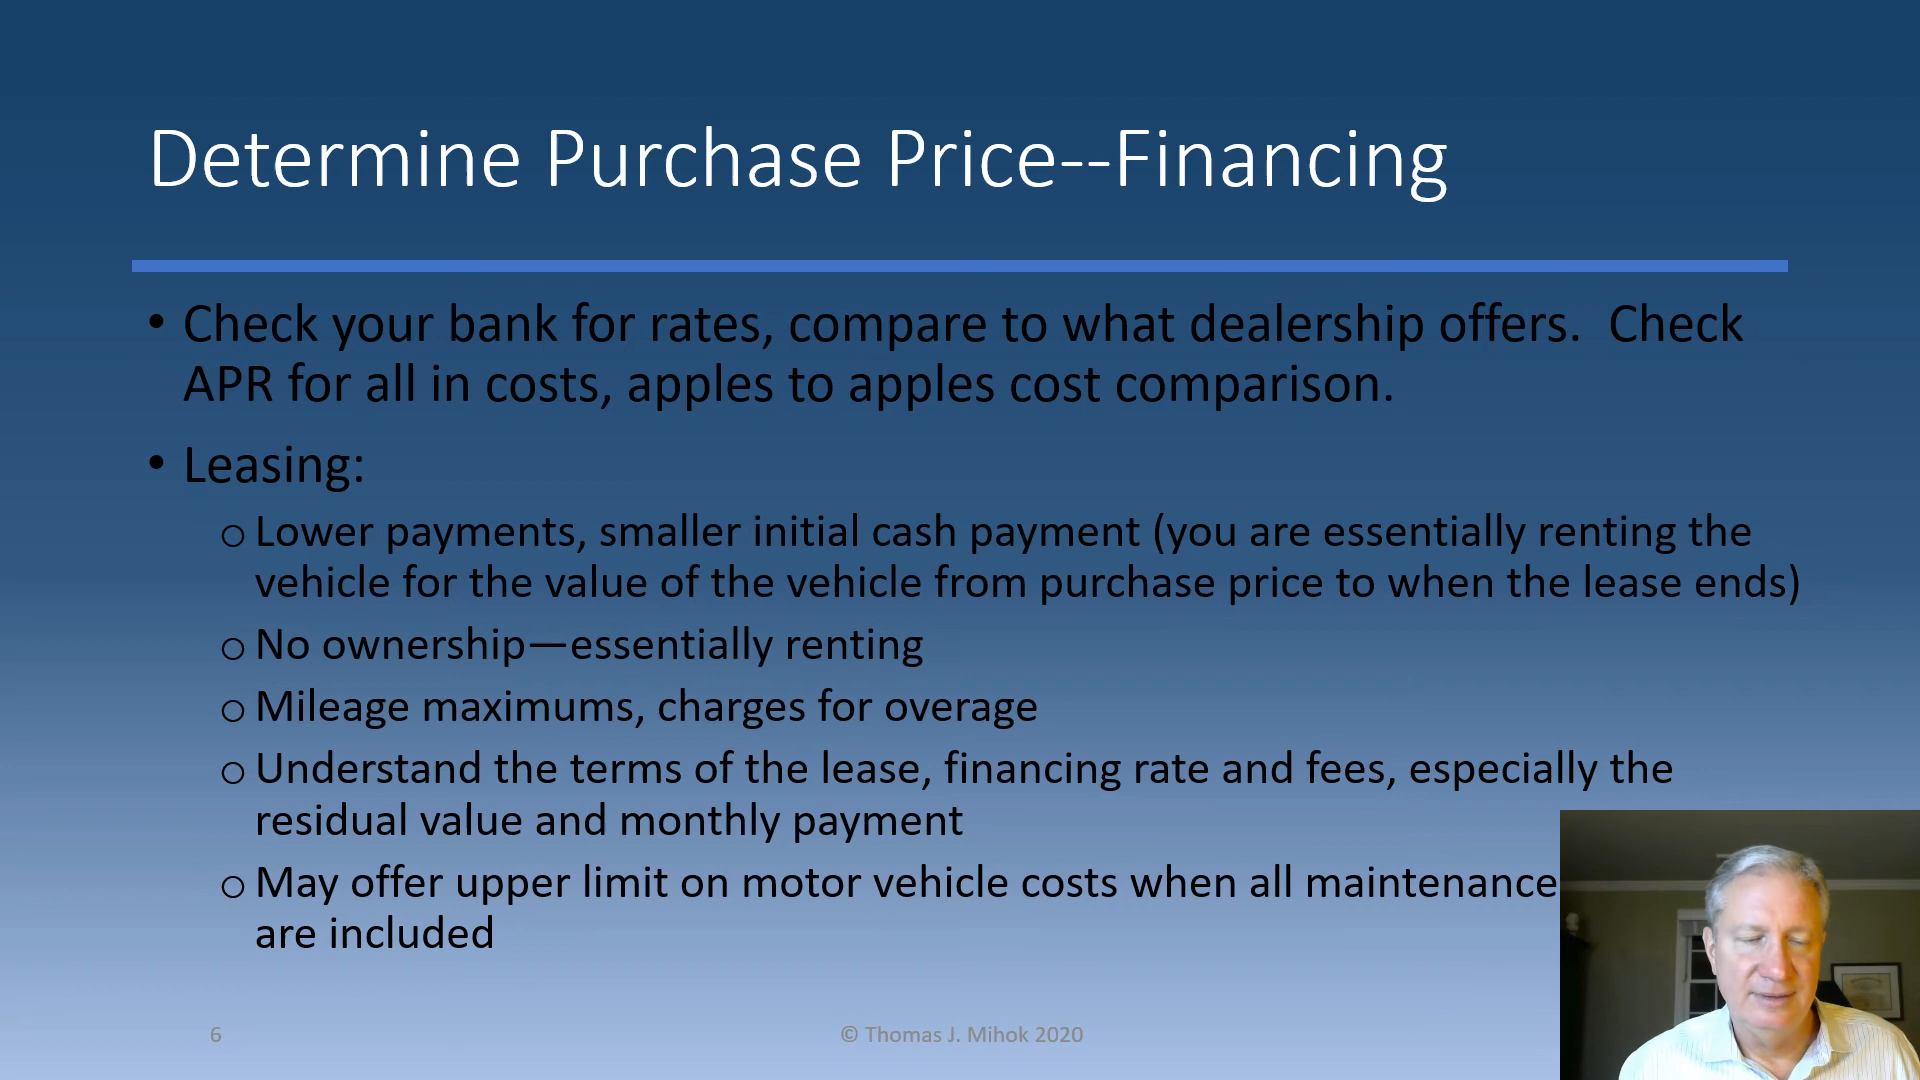 Determine Purchase Price--Financing
• Check your bank for rates, compare to what dealership offers.  Check
APR for all in costs, apples to apples cost comparison.
• Leasing:
o Lower payments, smaller initial cash payment (you are essentially renting the
vehicle for the value of the vehicle from purchase price to when the lease ends)
o No ownership—essentially renting
o Mileage maximums, charges for overage
o Understand the terms of the lease, financing rate and fees, especially the
residual value and monthly payment
o May offer upper limit on motor vehicle costs when all maintenance
are included
6
© Thomas J. Mihok 2020